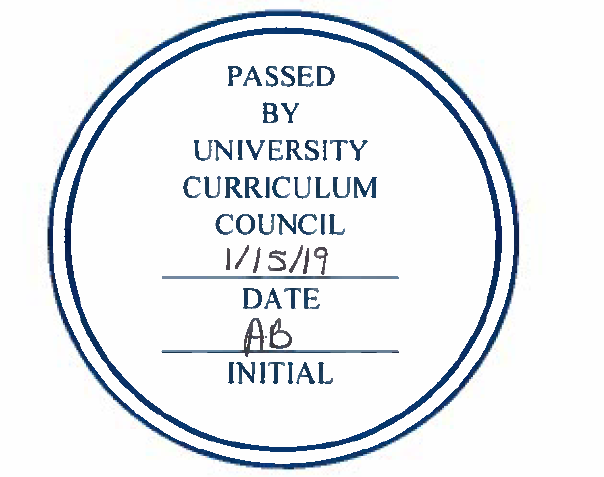 PASSED
BY
UNIVERSITY
CURRICULUM
COUNCIL
1/15/19
DATE
AB
INITIAL